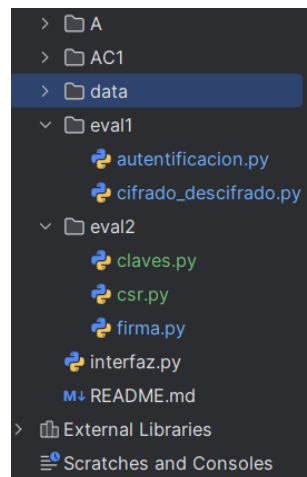 A
AC1
data
eval1
autentificacion.py
cifrado_descifrado.py
eval2
claves.py
csr.py
firma.py
interfaz.py
M↓ README.md
External Libraries
Scratches and Consoles